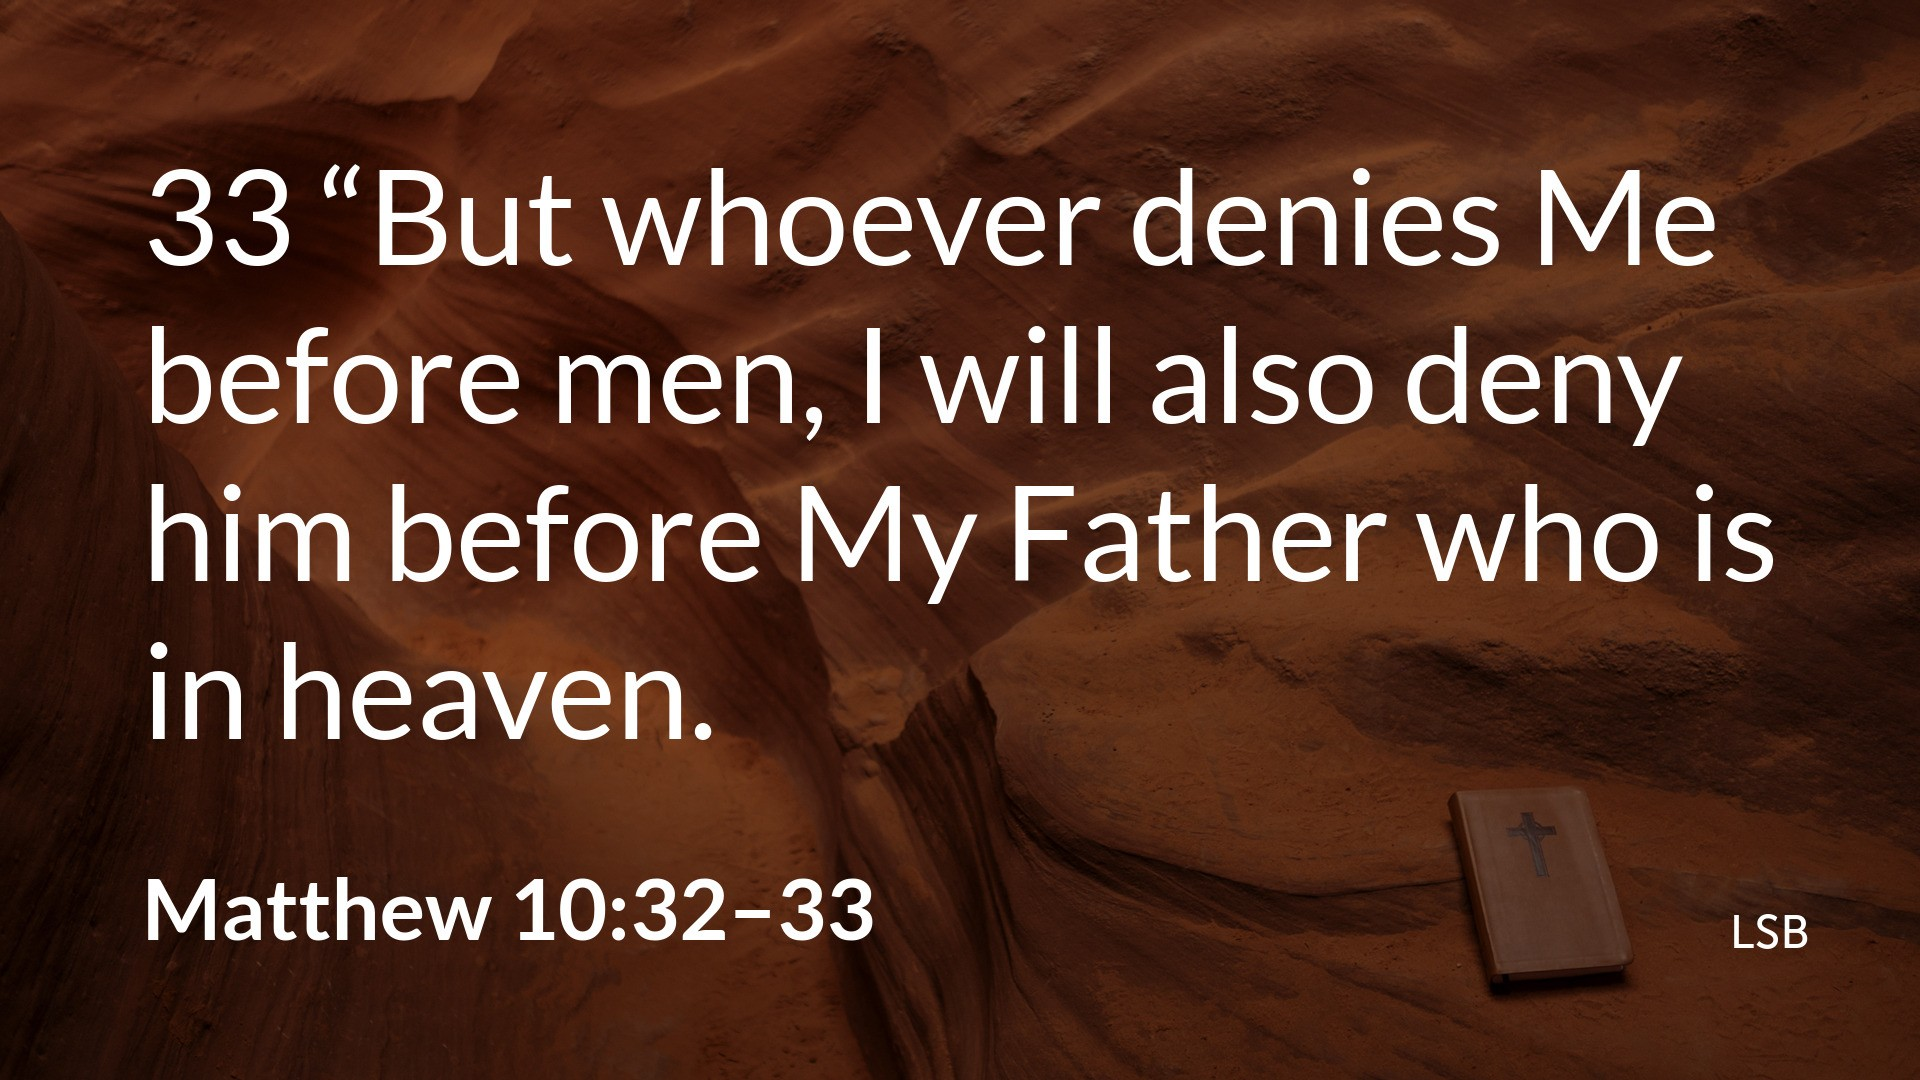 33 “But whoever denies Me
before men, I will also deny
him before My Father who is
in heaven.
Matthew 10:32–33
LSB